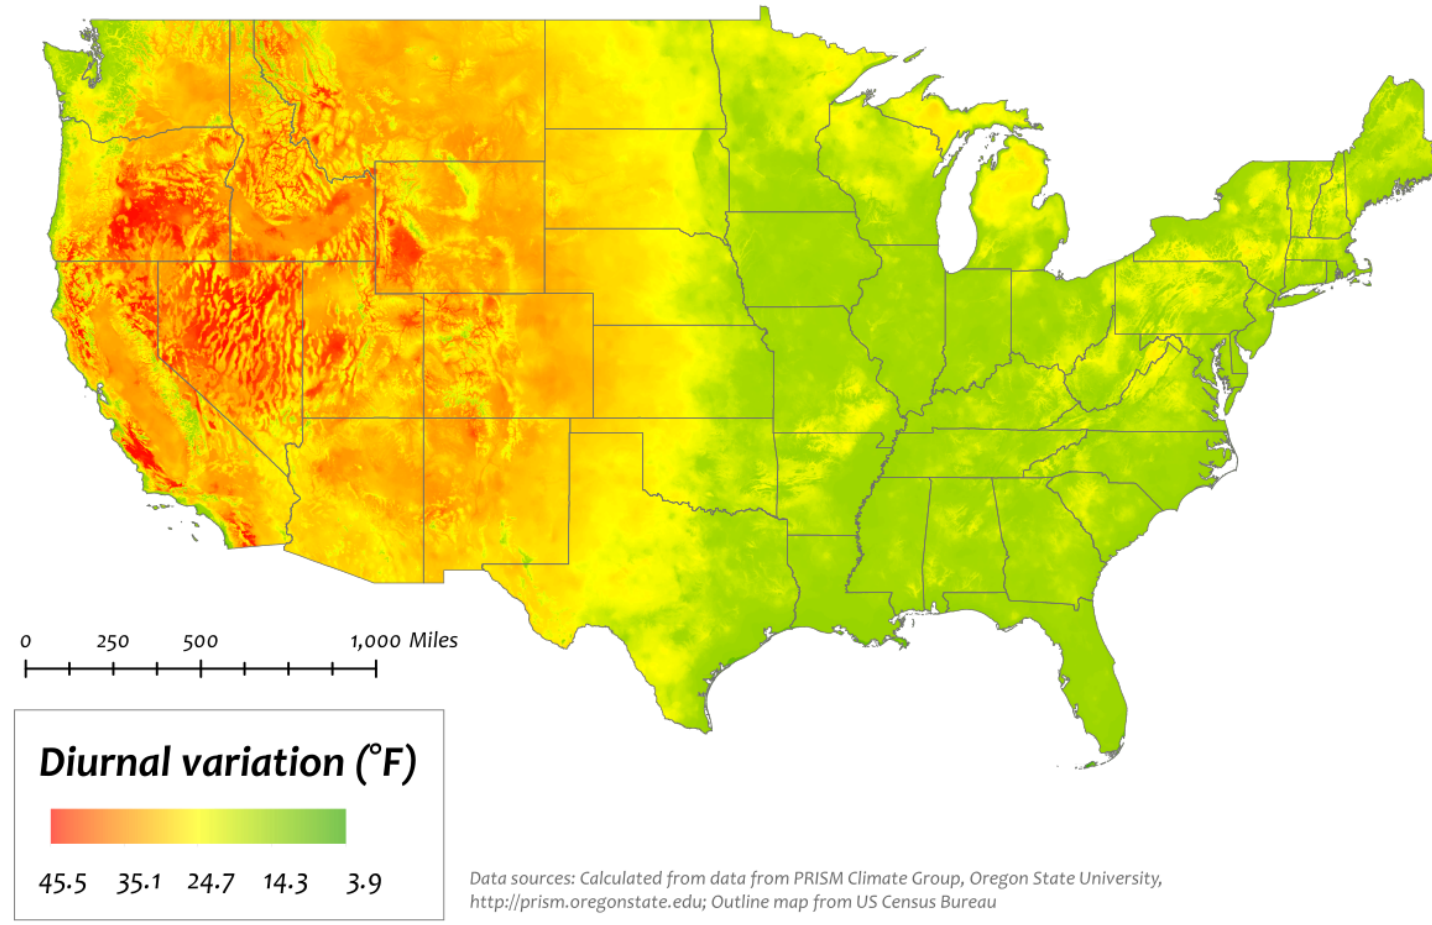 0 250 500 1,000 Miles
Diurnal variation (°F)
45.5 35.1 24.7 14.3 3.9
Data sources: Calculated from data from PRISM Climate Group, Oregon State University,
http://prism.oregonstate.edu; Outline map from US Census Bureau